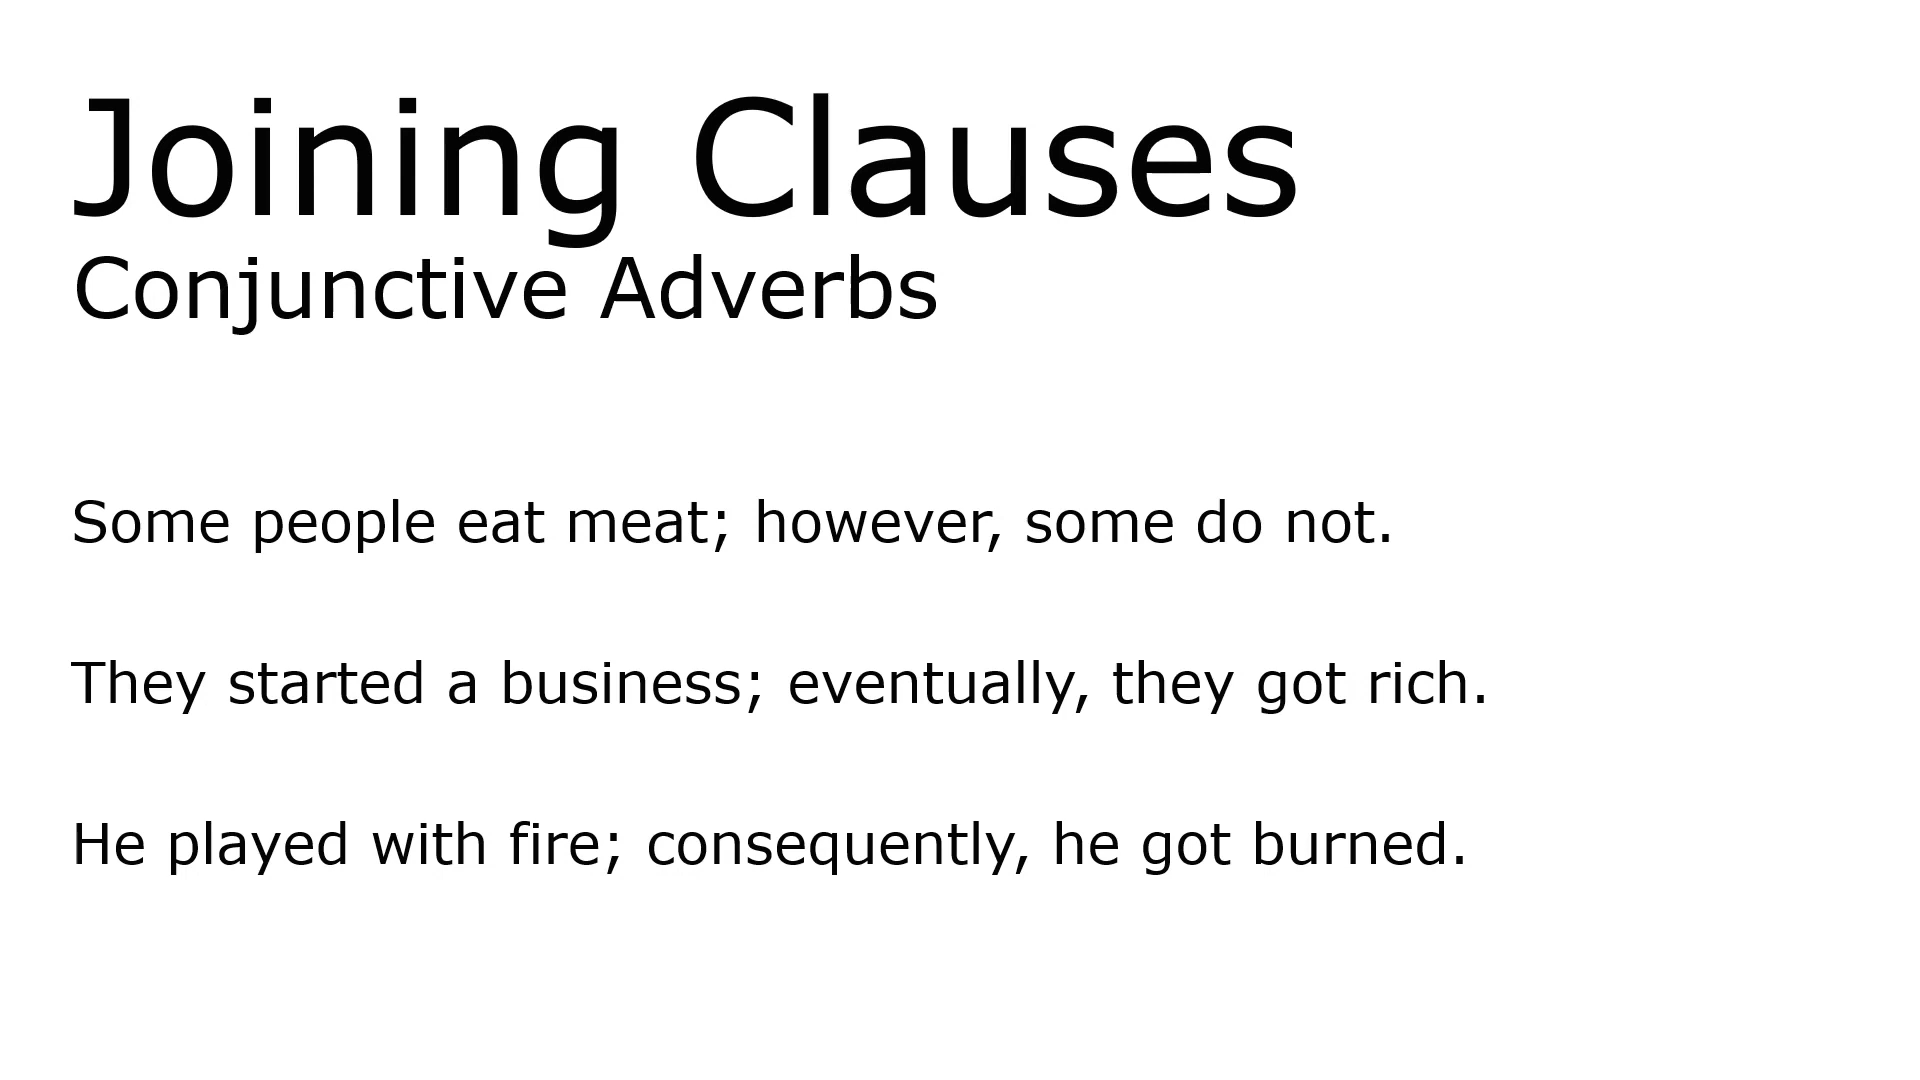 Joining Clauses
Conjunctive Adverbs
Some people eat meat; however, some do not.
They started a business; eventually, they got rich.
He played with fire; consequently, he got burned.